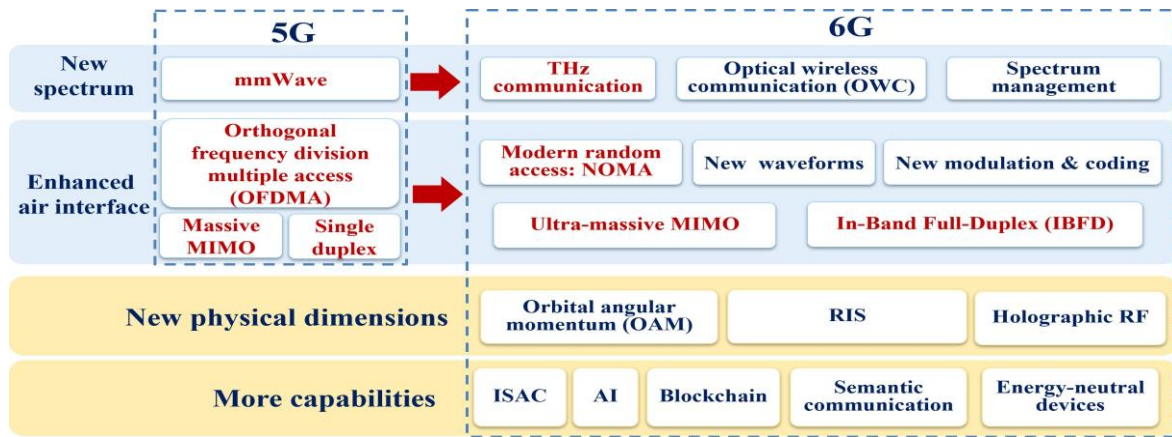 5G
6G
New
spectrum
mmWave
THz
communication
Optical wireless
communication (OWC)
Spectrum
management
Enhanced
air interface
Orthogonal
frequency division
multiple access
(OFDMA)
Massive
MIMO
Single
duplex
Modern random
access: NOMA
New waveforms
New modulation & coding
Ultra-massive MIMO
In-Band Full-Duplex (IBFD)
New physical dimensions
Orbital angular
momentum (OAM)
RIS
Holographic RF
More capabilities
ISAC
AI
Blockchain
Semantic
communication
Energy-neutral
devices